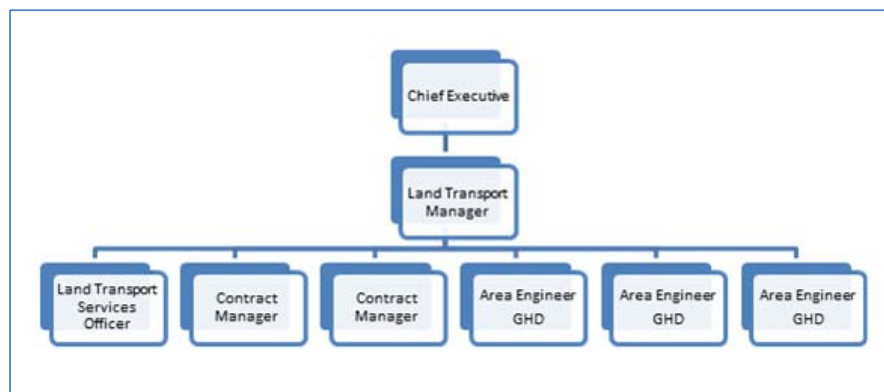 Chief Executive
Land Transport
Manager
Land Transport
Services
Officer
Contract
Manager
Contract
Manager
Area Engineer
GHD
Area Engineer
GHD
Area Engineer
GHD